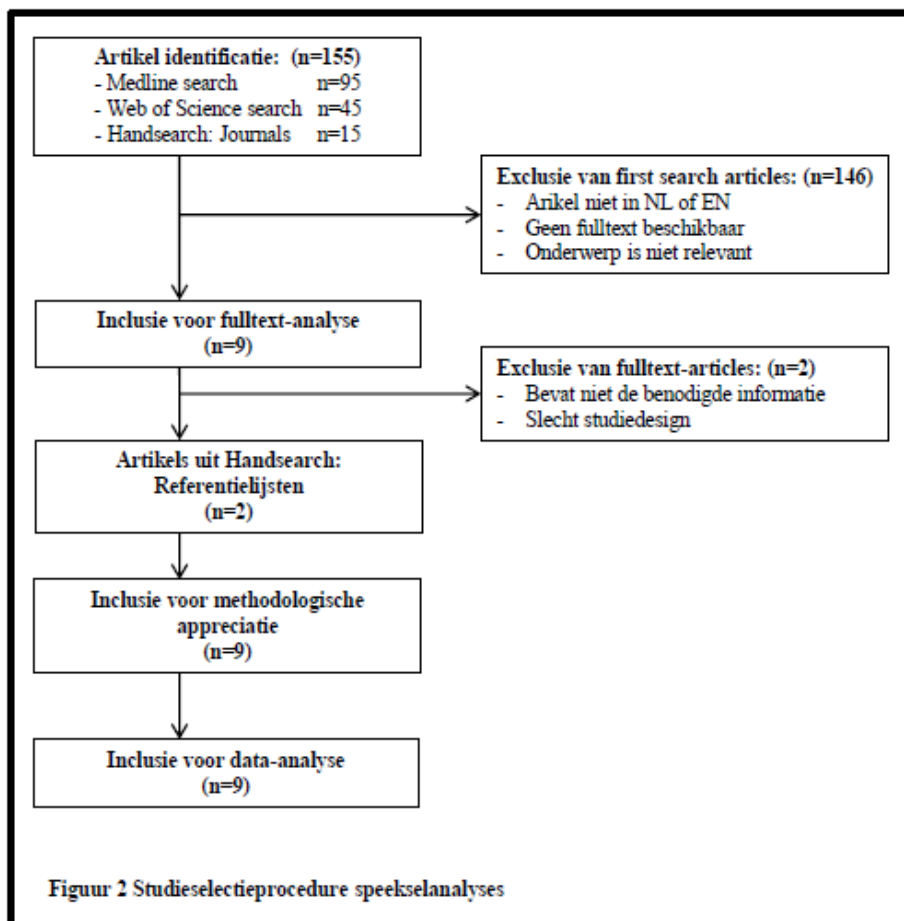 Artikel identificatie: (n=155)
- Medline search n=95
- Web of Science search n=45
- Handsearch: Journals n=15
Exclusie van first search articles: (n=146)
- Arikel niet in NL of EN
- Geen fulltext beschikbaar
- Onderwerp is niet relevant
Inclusie voor fulltext-analyse
(n=9)
Exclusie van fulltext-articles: (n=2)
- Bevat niet de benodigde informatie
- Slecht studiedesign
Artikels uit Handsearch:
Referentielijsten
(n=2)
Inclusie voor methodologische
appreciatie
(n=9)
Inclusie voor data-analyse
(n=9)
Figuur 2 Studieselectieprocedure speekselanalyses